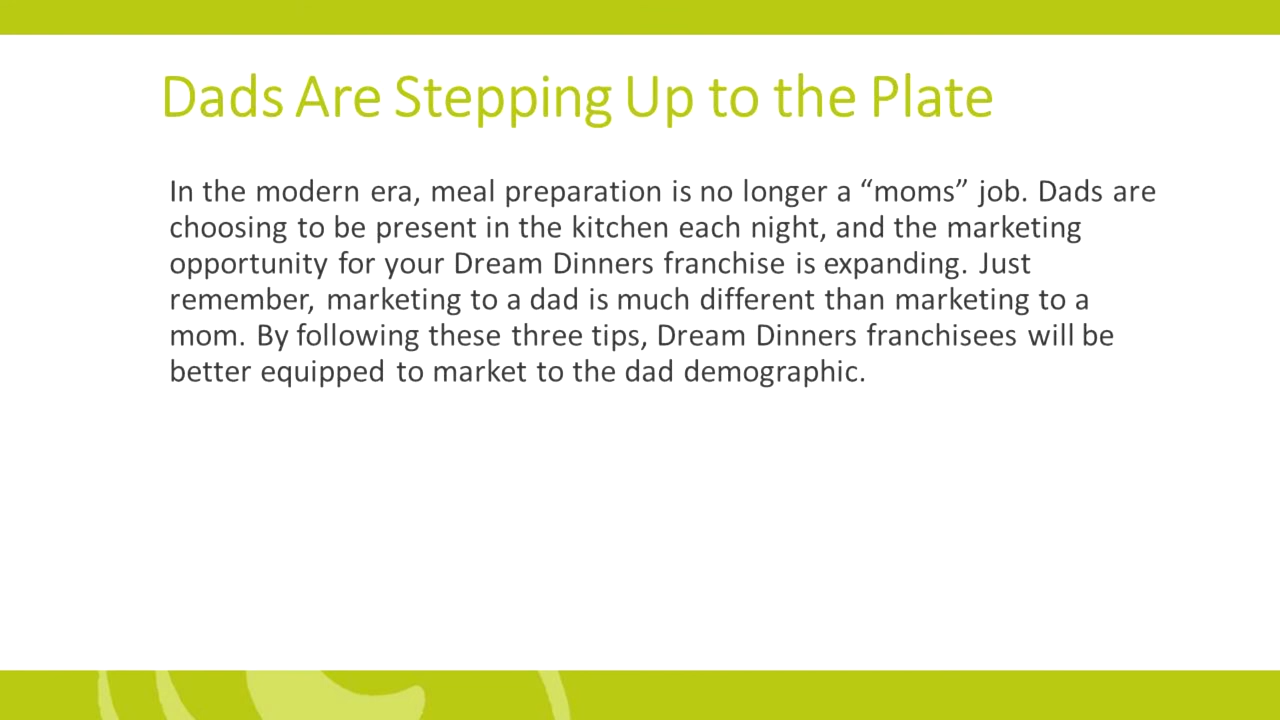 Dads Are Stepping Up to the Plate
In the modern era, meal preparation is no longer a “moms” job. Dads are
choosing to be present in the kitchen each night, and the marketing
opportunity for your Dream Dinners franchise is expanding. Just
remember, marketing to a dad is much different than marketing to a
mom. By following these three tips, Dream Dinners franchisees will be
better equipped to market to the dad demographic.